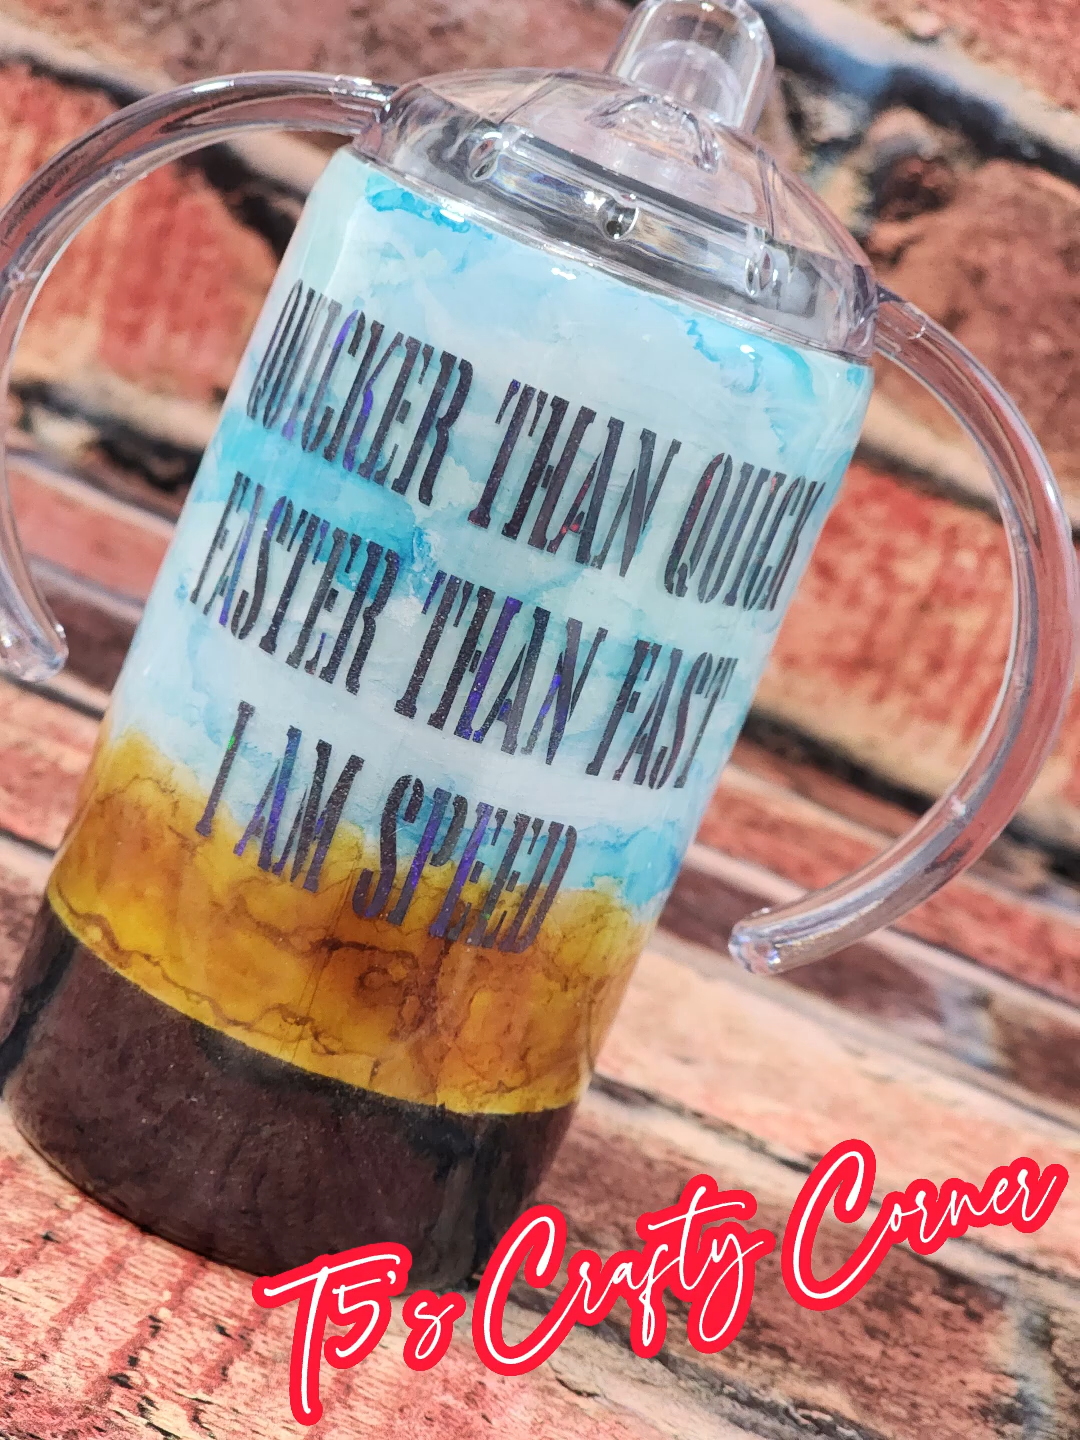 QUICKER THAN QUICK
FASTER THAN FAST
I AM SPEED
T5's Crafty Corner